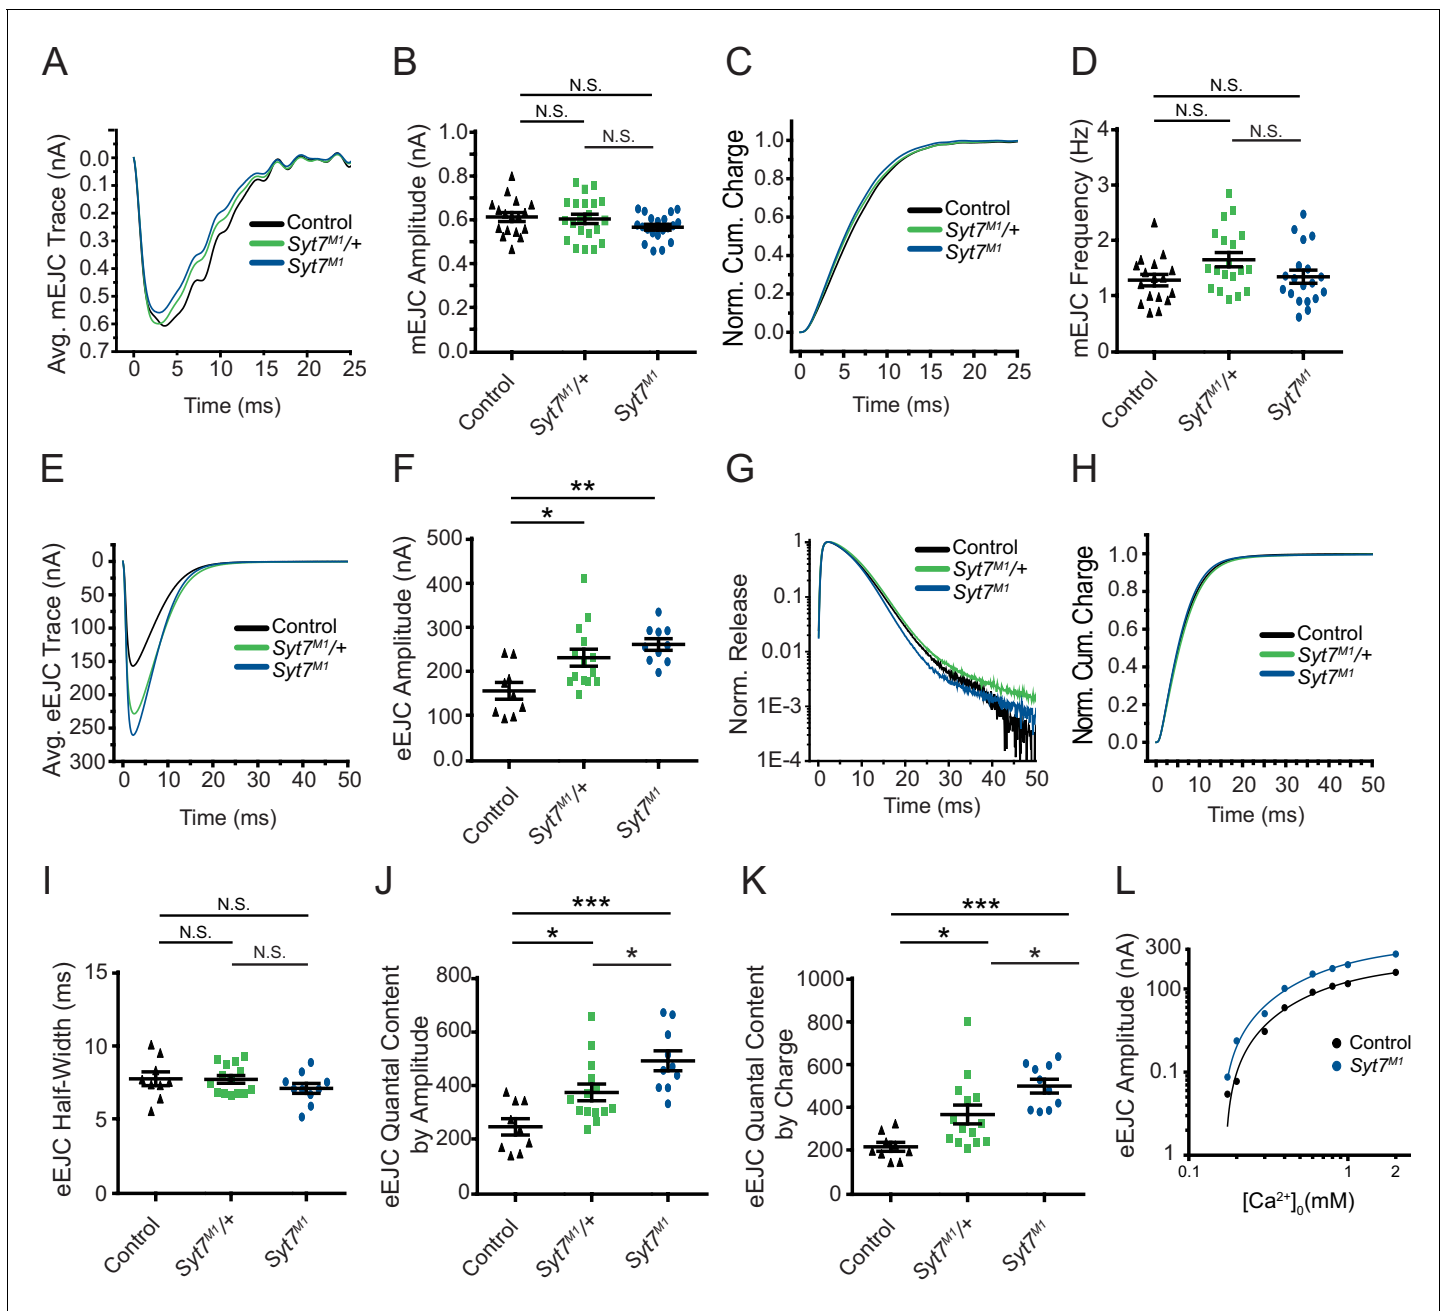 A
Avg. mEJC Trace (nA)
0.0
0.1
0.2
0.3
0.4
0.5
0.6
0.7
0 5 10 15 20 25
Time (ms)
Control
Syt7M1/+
Syt7M1
B
N.S.
N.S.
N.S.
mEJC Amplitude (nA)
1.0
0.8
0.6
0.4
0.2
0.0
Control
Syt7M1/+
Syt7M1
C
Norm. Cum. Charge
1.0
0.8
0.6
0.4
0.2
0.0
0 5 10 15 20 25
Time (ms)
Control
Syt7M1/+
Syt7M1
D
N.S.
N.S.
N.S.
mEJC Frequency (Hz)
4
3
2
1
0
Control
Syt7M1/+
Syt7M1
E
Avg. eEJC Trace (nA)
0
50
100
150
200
250
300
0 10 20 30 40 50
Time (ms)
Control
Syt7M1/+
Syt7M1
F
**
*
eEJC Amplitude (nA)
500
400
300
200
100
0.0
Control
Syt7M1/+
Syt7M1
G
Norm. Release
1
0.1
0.01
1E-3
1E-4
0 10 20 30 40 50
Time (ms)
Control
Syt7M1/+
Syt7M1
H
Norm. Cum. Charge
1.0
0.8
0.6
0.4
0.2
0.0
0 10 20 30 40 50
Time (ms)
Control
Syt7M1/+
Syt7M1
I
N.S.
N.S.
N.S.
eEJC Half-Width (ms)
15
10
5
0
Control
Syt7M1/+
Syt7M1
J
***
*
*
eEJC Quantal Content
by Amplitude
800
600
400
200
0
Control
Syt7M1/+
Syt7M1
K
***
*
*
eEJC Quantal Content
by Charge
1000
800
600
400
200
0
Control
Syt7M1/+
Syt7M1
L
eEJC Amplitude (nA)
300
100
0.1
1
0.1 1 2
[Ca2+]0(mM)
Control
Syt7M1